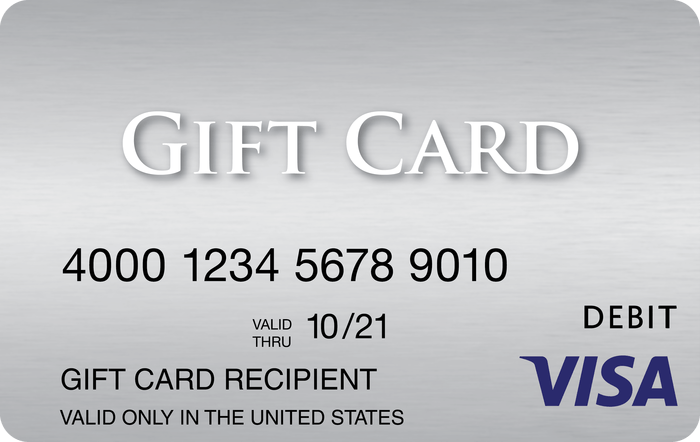 GIFT CARD
4000 1234 5678 9010
VALID
THRU 10/21
DEBIT
GIFT CARD RECIPIENT
VISA
VALID ONLY IN THE UNITED STATES